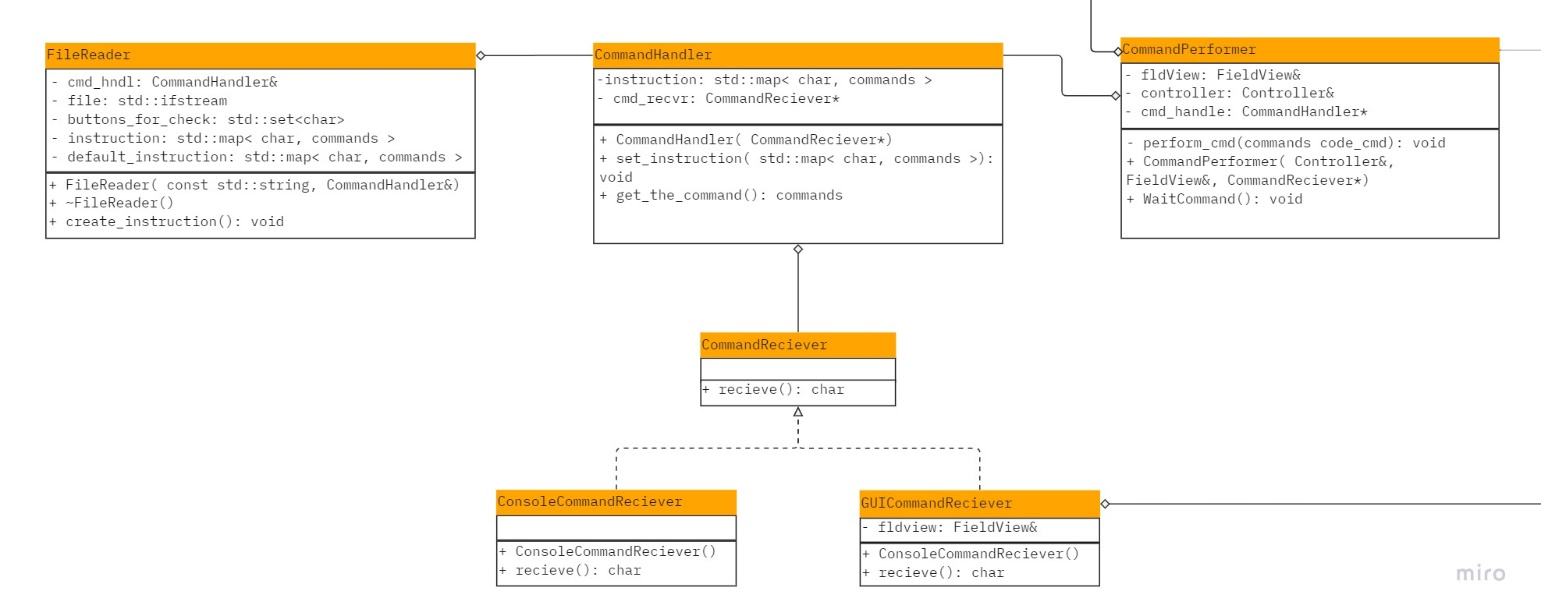 FileReader
- cmd_hndl: CommandHandler&
- file: std::ifstream
- buttons_for_check: std::set<char>
- instruction: std::map< char, commands >
- default_instruction: std::map< char, commands >
+ FileReader( const std::string, CommandHandler&)
+ ~FileReader()
+ create_instruction(): void
CommandHandler
-instruction: std::map< char, commands >
- cmd_recvr: CommandReciever*
+ CommandHandler( CommandReciever*)
+ set_instruction( std::map< char, commands >):
void
+ get_the_command(): commands
CommandPerformer
- fldView: FieldView&
- controller: Controller&
- cmd_handle: CommandHandler*
- perform_cmd(commands code_cmd): void
+ CommandPerformer( Controller&,
FieldView&, CommandReciever*)
+ WaitCommand(): void
CommandReciever
+ recieve(): char
ConsoleCommandReciever
+ ConsoleCommandReciever()
+ recieve(): char
GUICommandReciever
- fldview: FieldView&
+ ConsoleCommandReciever()
+ recieve(): char
miro